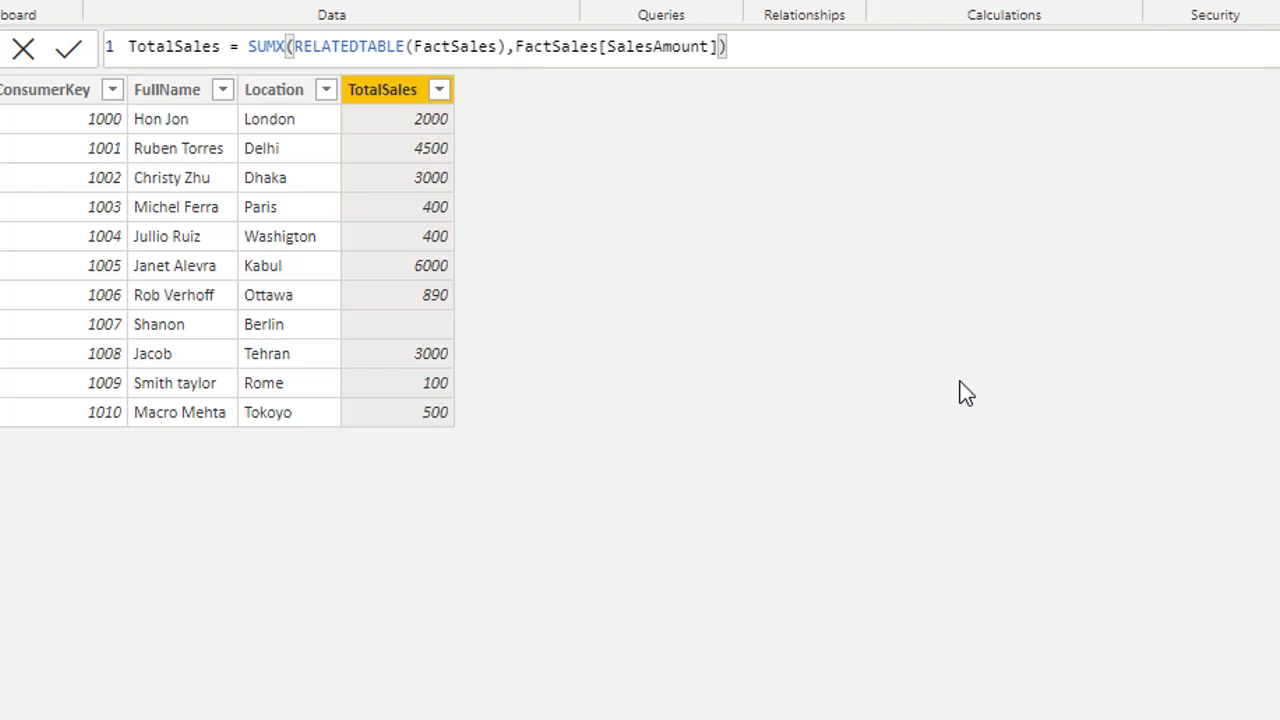 board Data Queries Relationships Calculations Security
1 TotalSales = SUMX(RELATEDTABLE(FactSales),FactSales[SalesAmount])
ConsumerKey FullName Location TotalSales
1000 Hon Jon London 2000
1001 Ruben Torres Delhi 4500
1002 Christy Zhu Dhaka 3000
1003 Michel Ferra Paris 400
1004 Jullio Ruiz Washigton 400
1005 Janet Alevra Kabul 6000
1006 Rob Verhoff Ottawa 890
1007 Shanon Berlin
1008 Jacob Tehran 3000
1009 Smith taylor Rome 100
1010 Macro Mehta Tokoyo 500